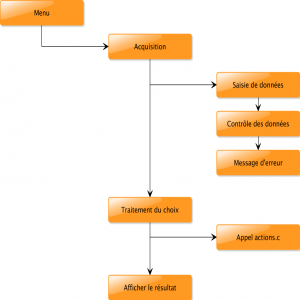 Menu
Acquisition
Saisie de données
Contrôle des données
Message d'erreur
Traitement du choix
Appel actions.c
Afficher le résultat